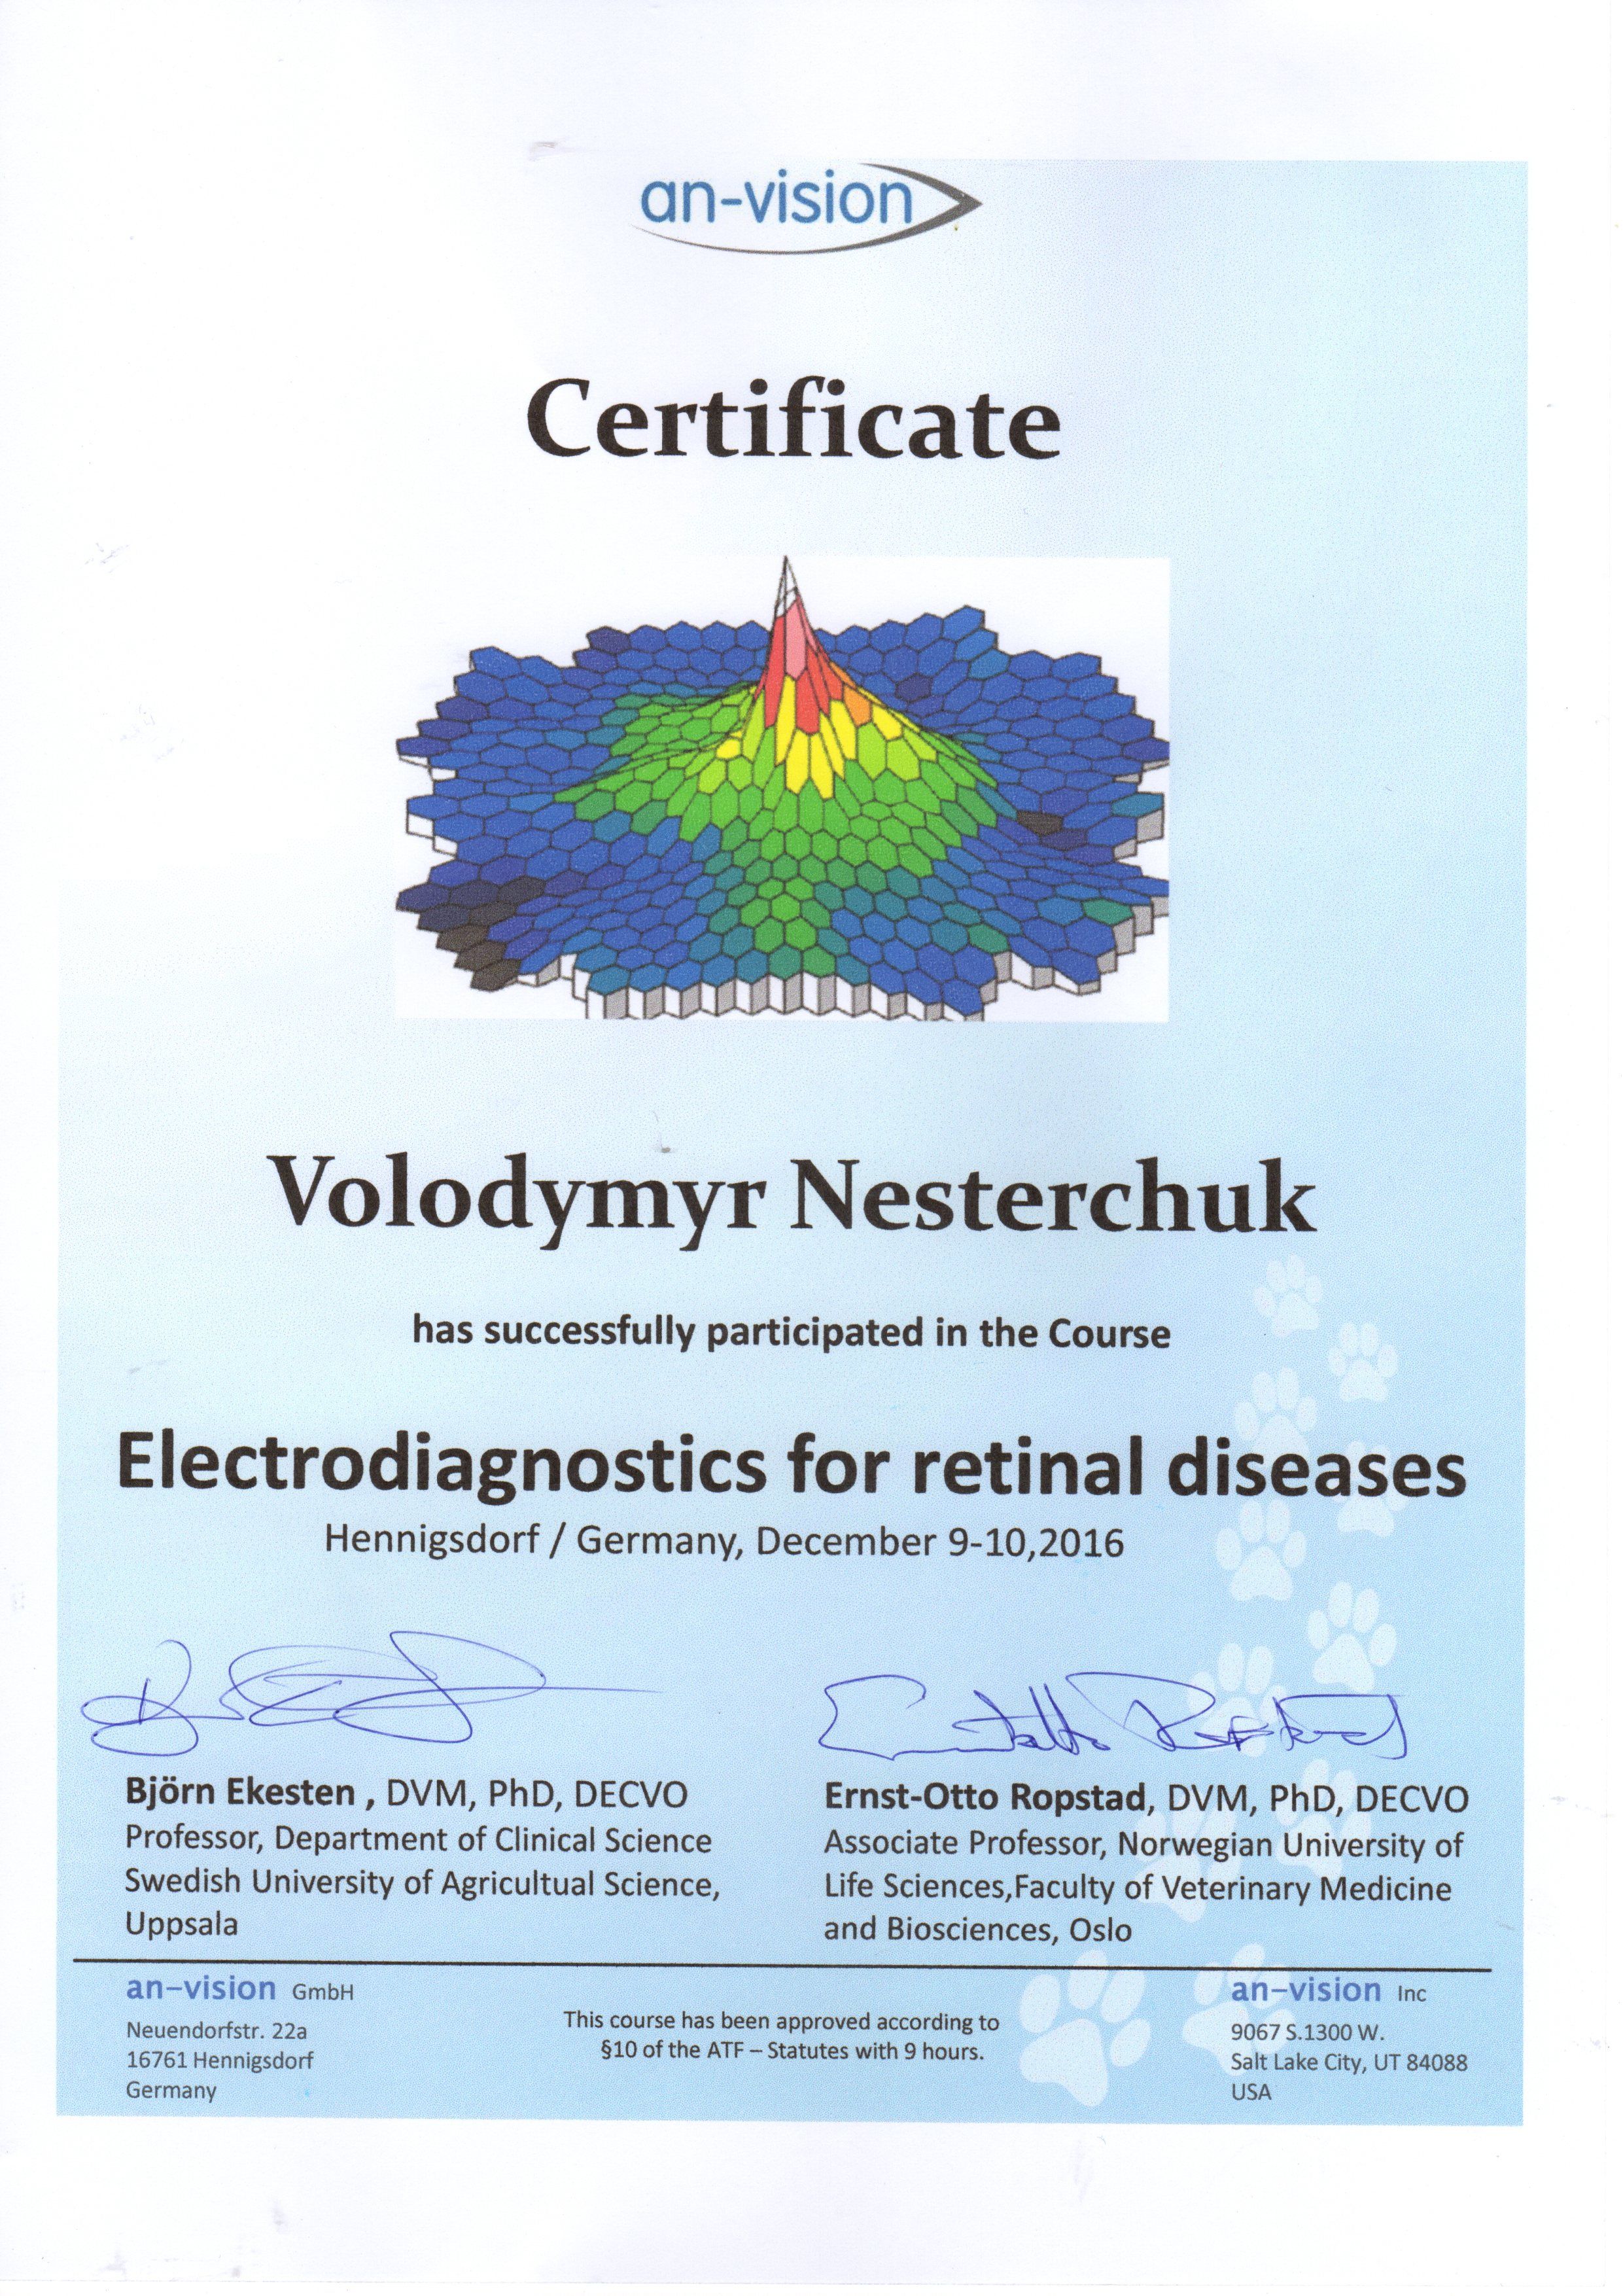 an-vision
Certificate
Volodymyr Nesterchuk
has successfully participated in the Course
Electrodiagnostics for retinal diseases
Hennigsdorf / Germany, December 9-10,2016
Björn Ekesten , DVM, PhD, DECVO
Professor, Department of Clinical Science
Swedish University of Agricultual Science,
Uppsala
Ernst-Otto Ropstad, DVM, PhD, DECVO
Associate Professor, Norwegian University of
Life Sciences,Faculty of Veterinary Medicine
and Biosciences, Oslo
an-vision GmbH
Neuendorfstr. 22a
16761 Hennigsdorf
Germany
This course has been approved according to
§10 of the ATF – Statutes with 9 hours.
an-vision Inc
9067 S.1300 W.
Salt Lake City, UT 84088
USA